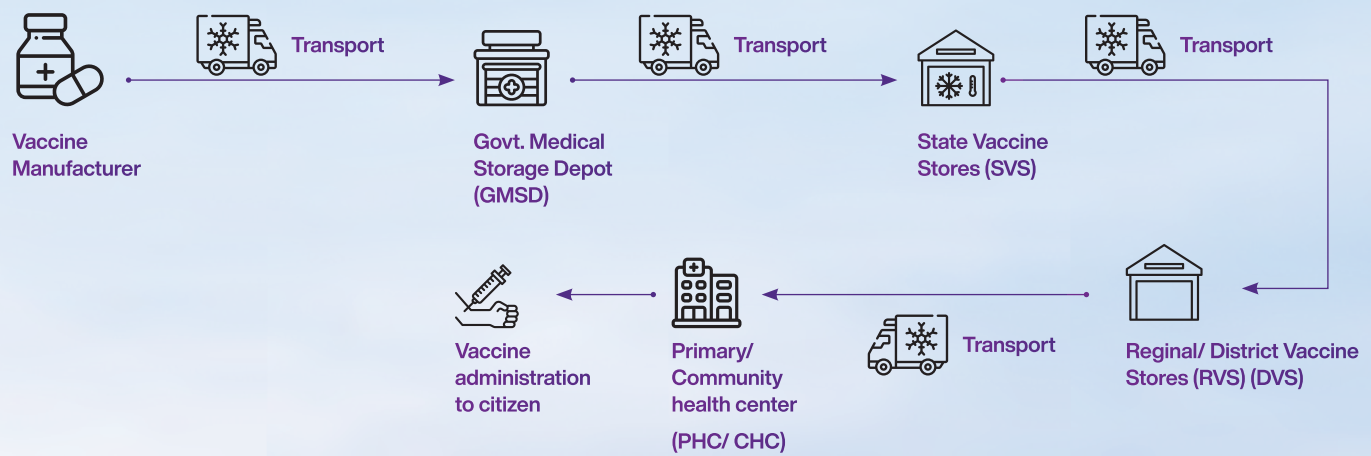 Transport
Transport
Transport
Vaccine
Manufacturer
Govt. Medical
Storage Depot
(GMSD)
State Vaccine
Stores (SVS)
Vaccine
administration
to citizen
Primary/
Community
health center
(PHC/ CHC)
Transport
Reginal/ District Vaccine
Stores (RVS) (DVS)